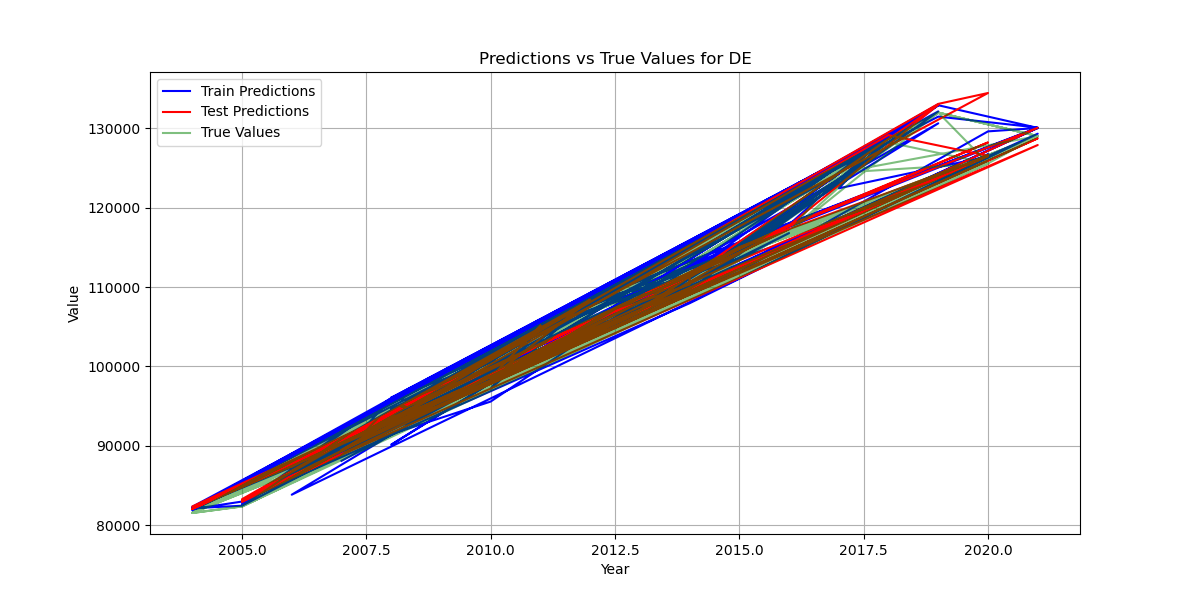 Predictions vs True Values for DE
Train Predictions
Test Predictions
True Values
130000
120000
110000
100000
90000
80000
Value
2005.0 2007.5 2010.0 2012.5 2015.0 2017.5 2020.0
Year